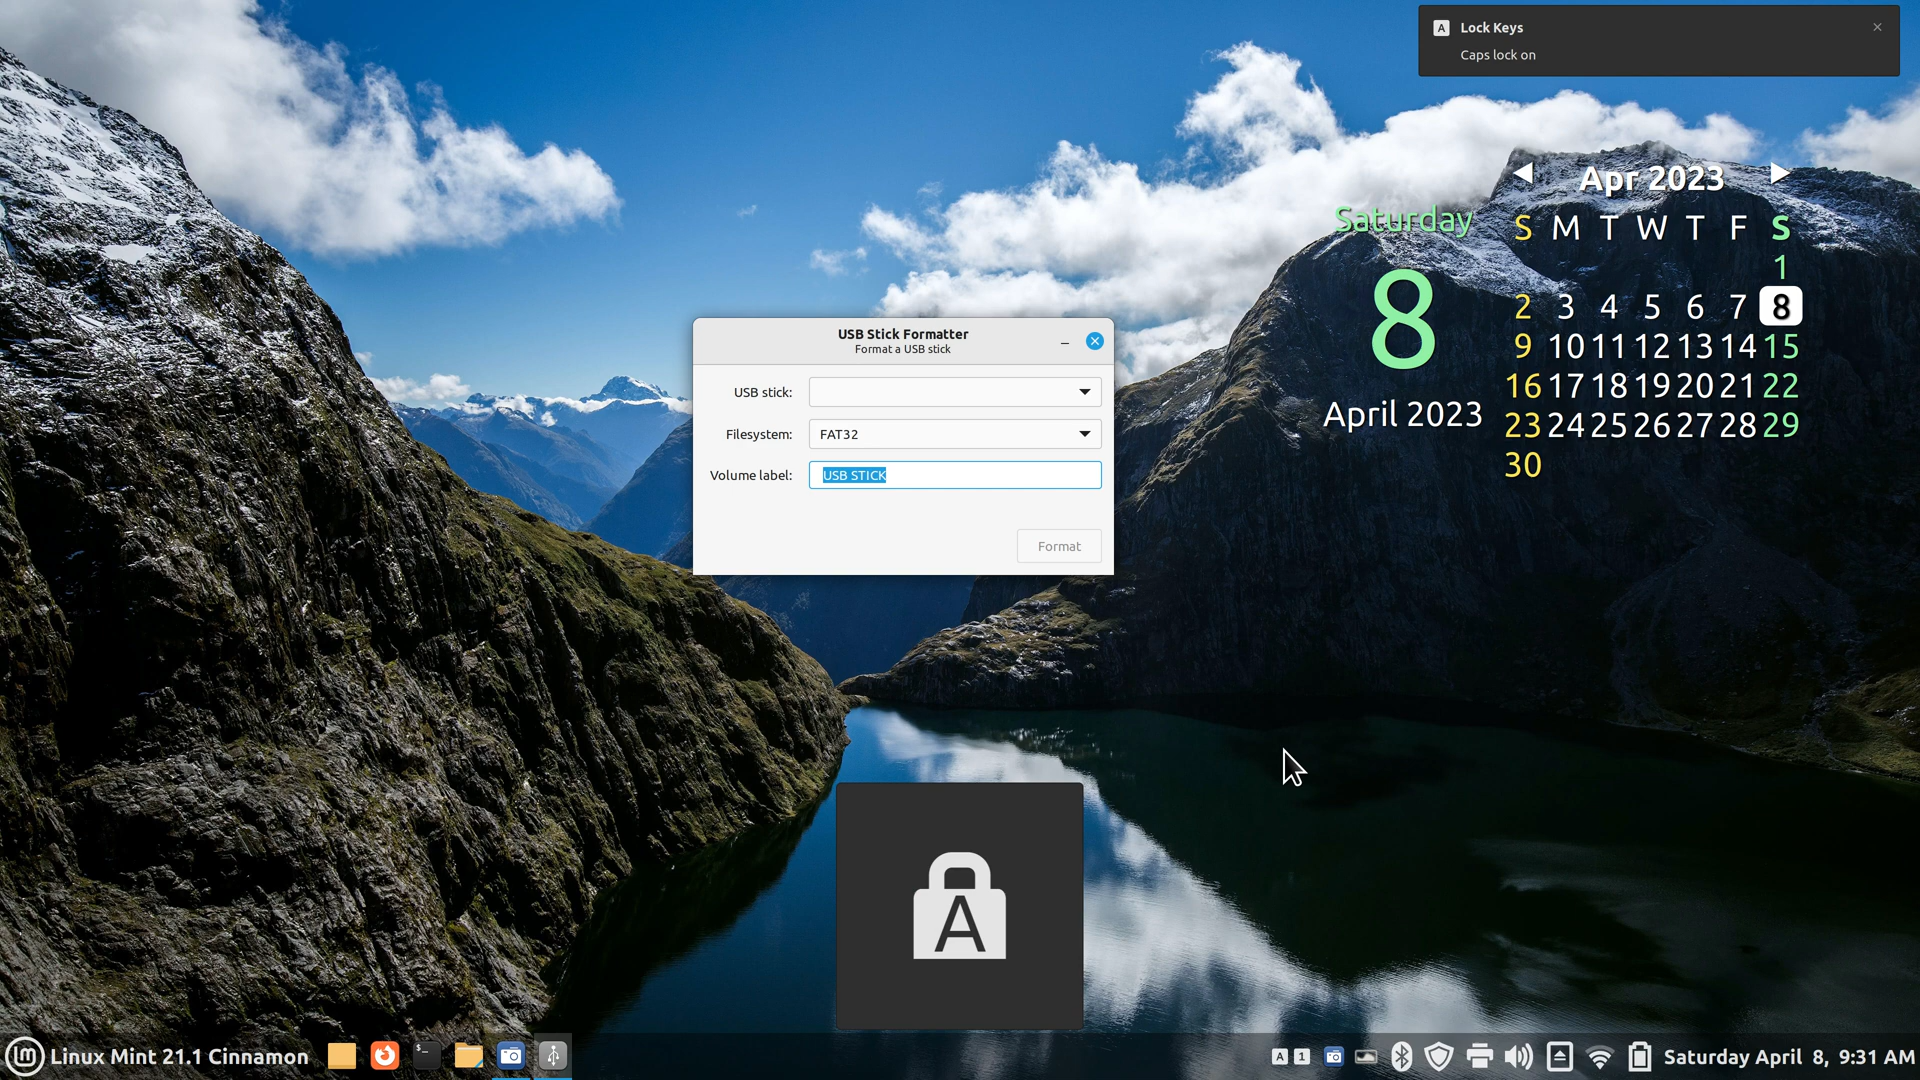 Lock Keys
Caps lock on
Apr 2023
Saturday
S M T W T F S
1
2 3 4 5 6 7 8
9 10 11 12 13 14 15
16 17 18 19 20 21 22
23 24 25 26 27 28 29
30
8
April 2023
USB Stick Formatter
Format a USB stick
USB stick:
Filesystem: FAT32
Volume label: USB STICK
Format
A
Linux Mint 21.1 Cinnamon
A 1
Saturday April 8, 9:31 AM